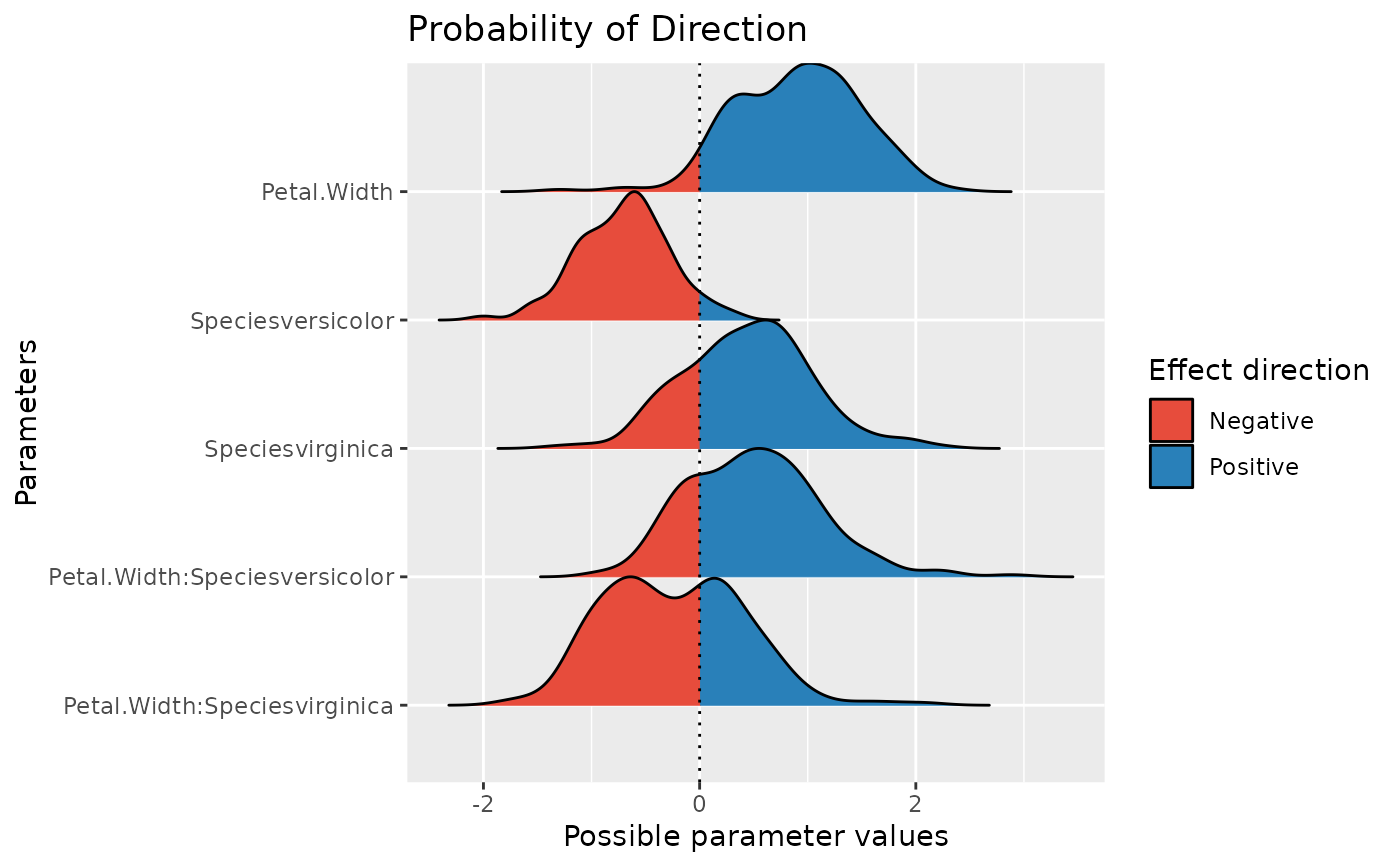 Probability of Direction
Parameters
Petal.Width
Speciesversicolor
Speciesvirginica
Petal.Width:Speciesversicolor
Petal.Width:Speciesvirginica
-2
0
2
Possible parameter values
Effect direction
Negative
Positive